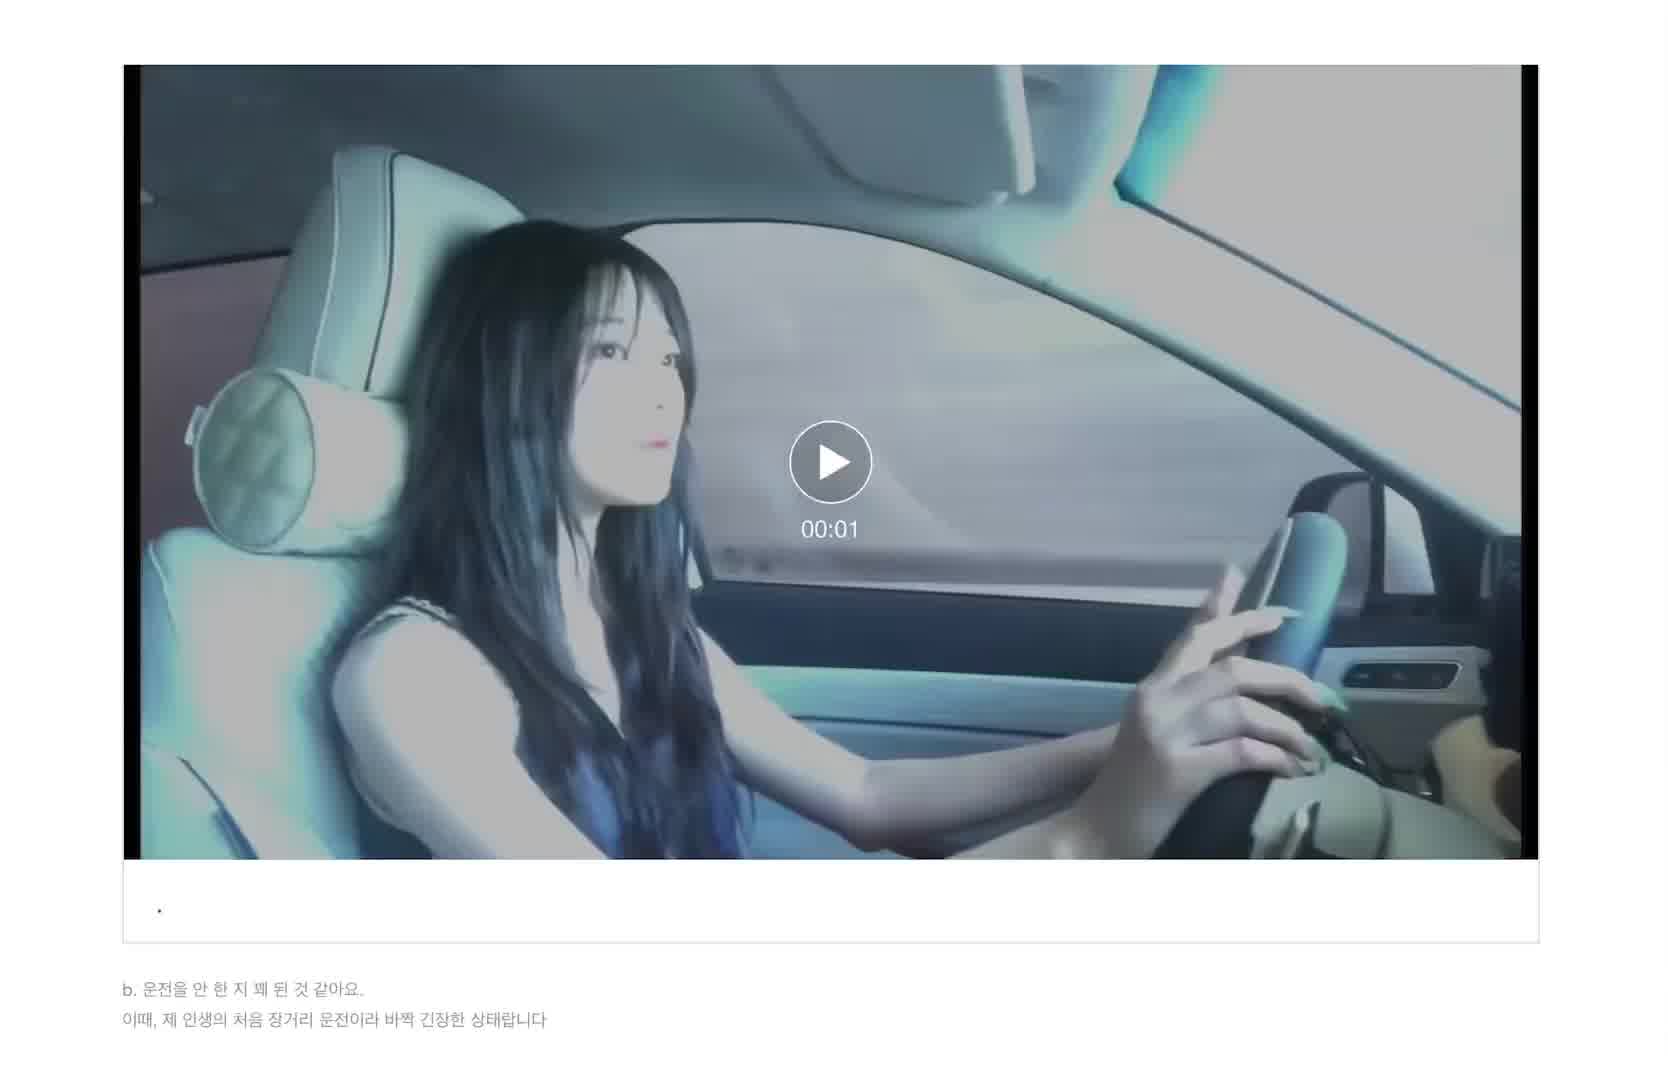 00:01
.
b. 운전을 안 한 지 꽤 된 것 같아요.
이때, 제 인생의 처음 장거리 운전이라 바짝 긴장한 상태랍니다